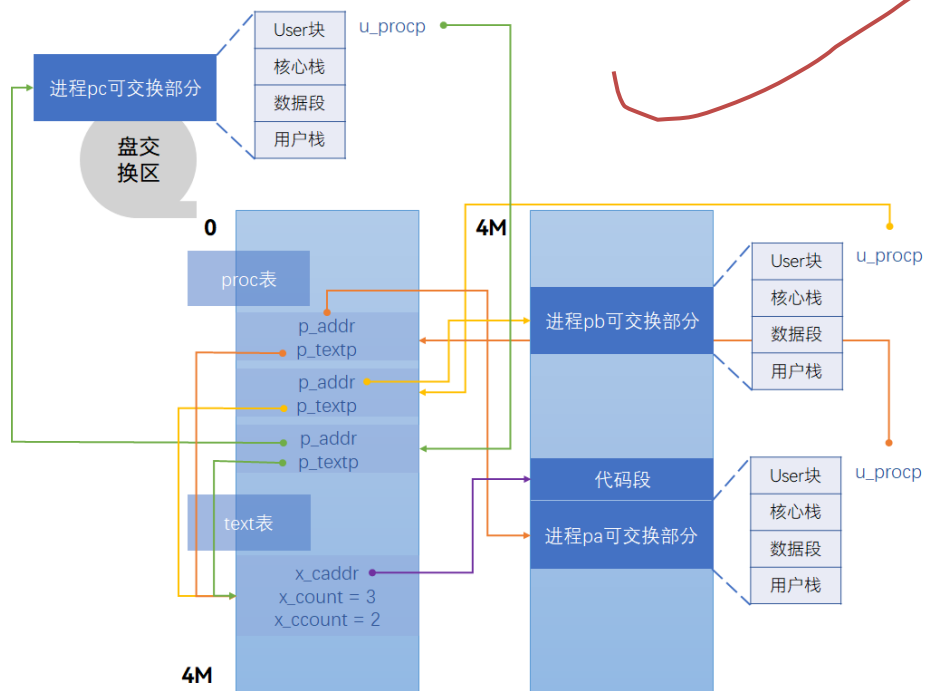 User块
u_procp
核心栈
进程pc可交换部分
数据段
用户栈
盘交
换区
0
4M
proc表
p_addr
p_textp
p_addr
p_textp
p_addr
p_textp
text表
x_caddr
x_count = 3
x_ccount = 2
4M
进程pb可交换部分
User块
u_procp
核心栈
数据段
用户栈
代码段
进程pa可交换部分
User块
u_procp
核心栈
数据段
用户栈